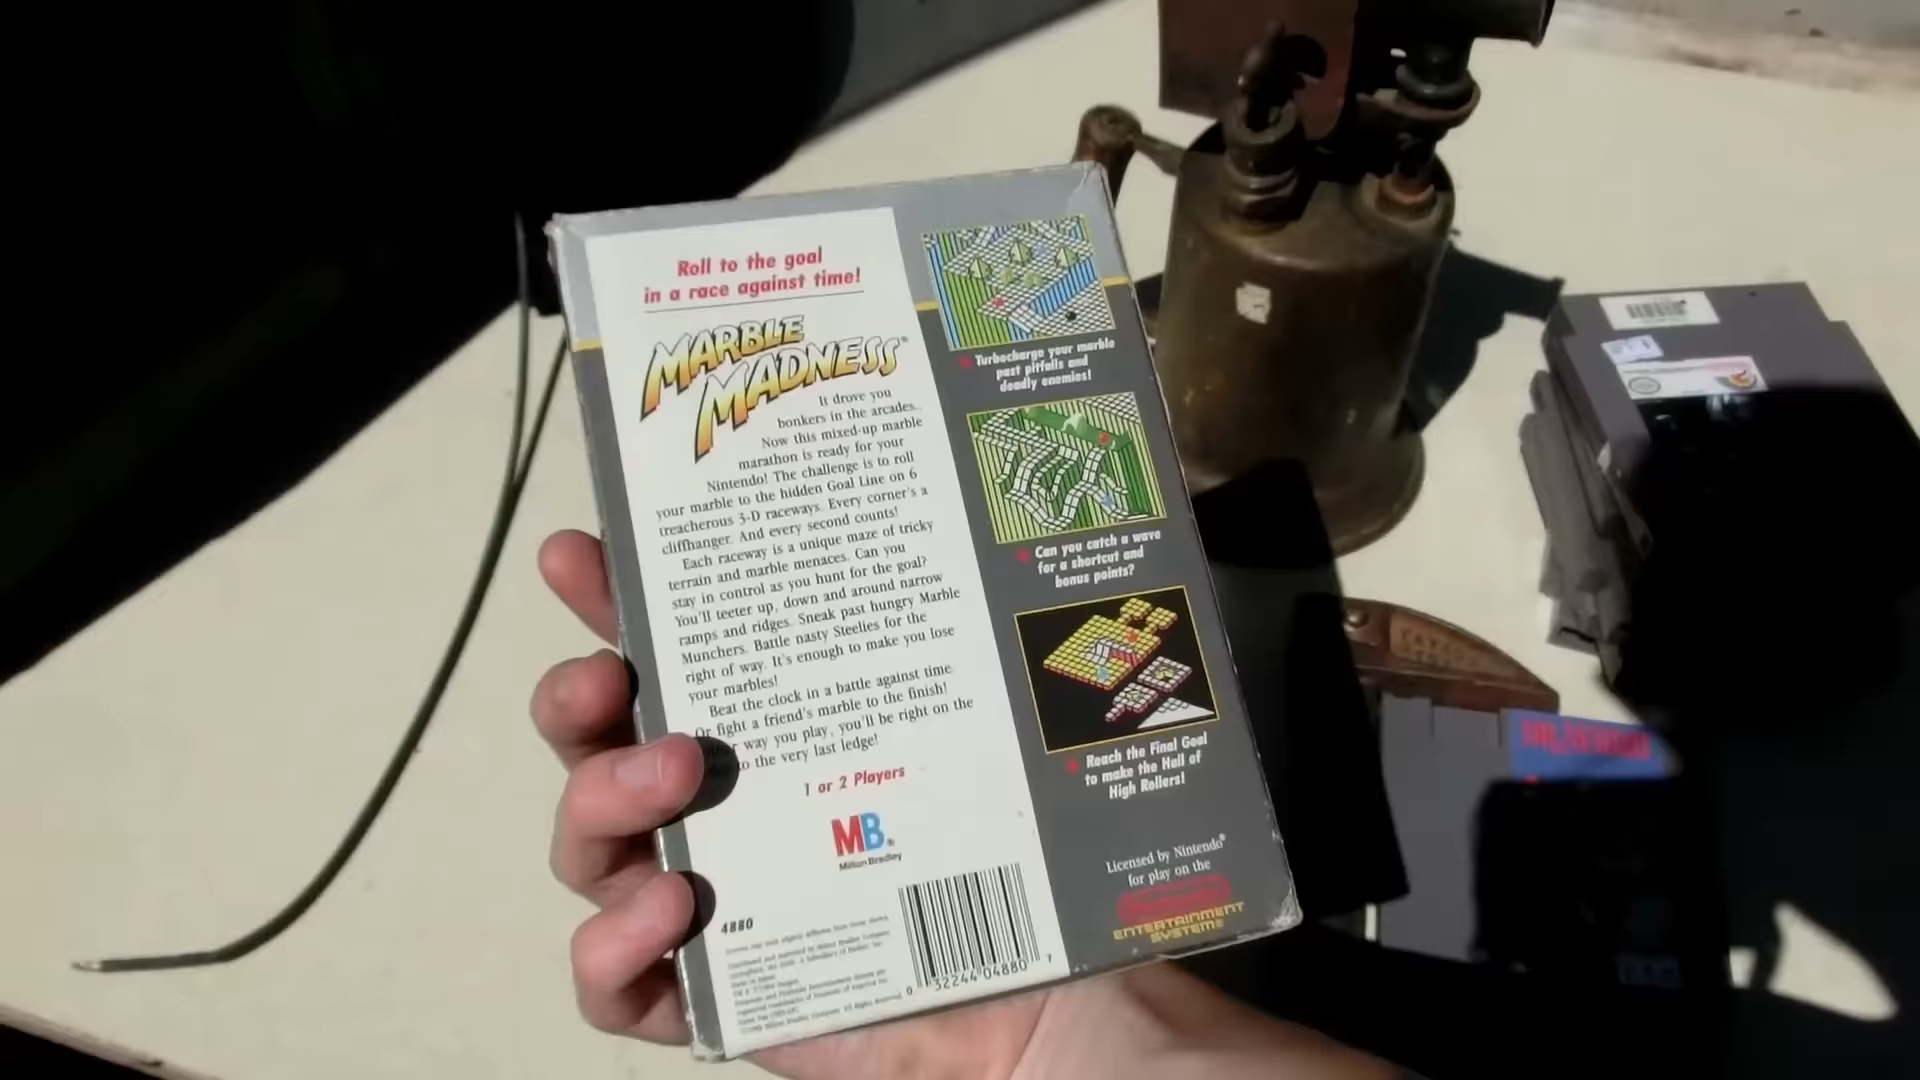 Roll to the goal
in a race against time!
MARBLE
MADNESS
It drove you
bonkers in the arcades.
Now this mixed-up marble
marathon is ready for your
Nintendo! The challenge is to roll
your marble to the hidden Goal Line on 6
treacherous 3-D raceways. Every corner's a
cliffhanger. And every second counts!
Each raceway is a unique maze of tricky
terrain and marble menaces. Can you
stay in control as you hunt for the goal?
You'll teeter up, down and around narrow
ramps and ridges. Sneak past hungry Marble
Munchers. Battle nasty Steelies for the
right of way. It's enough to make you lose
your marbles!
Beat the clock in a battle against time.
Or fight a friend's marble to the finish!
way you play, you'll be right on the
to the very last ledge!
1 or 2 Players
MB®
Milton Bradley
4880
0 32244 04880 7
Turbocharge your marble
past pitfalls and
deadly enemies!
Can you catch a wave
for a shortcut and
bonus points?
Reach the Final Goal
to make the Hall of
High Rollers!
Licensed by Nintendo®
for play on the
Nintendo
ENTERTAINMENT
SYSTEM®